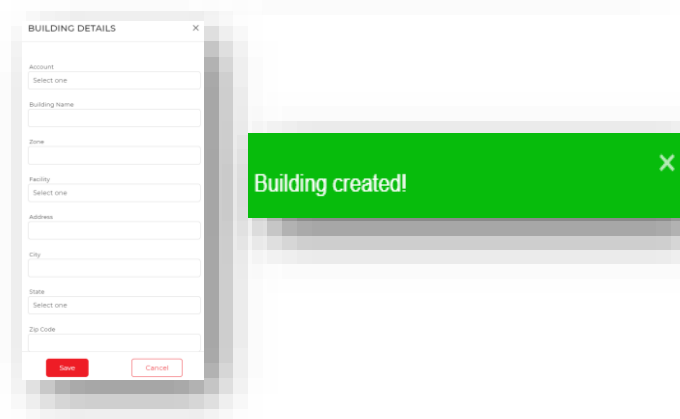 BUILDING DETAILS ×
Account
Select one
Building Name
Zone
Facility
Select one
Address
City
State
Select one
Zip Code
Save Cancel
Building created! ×